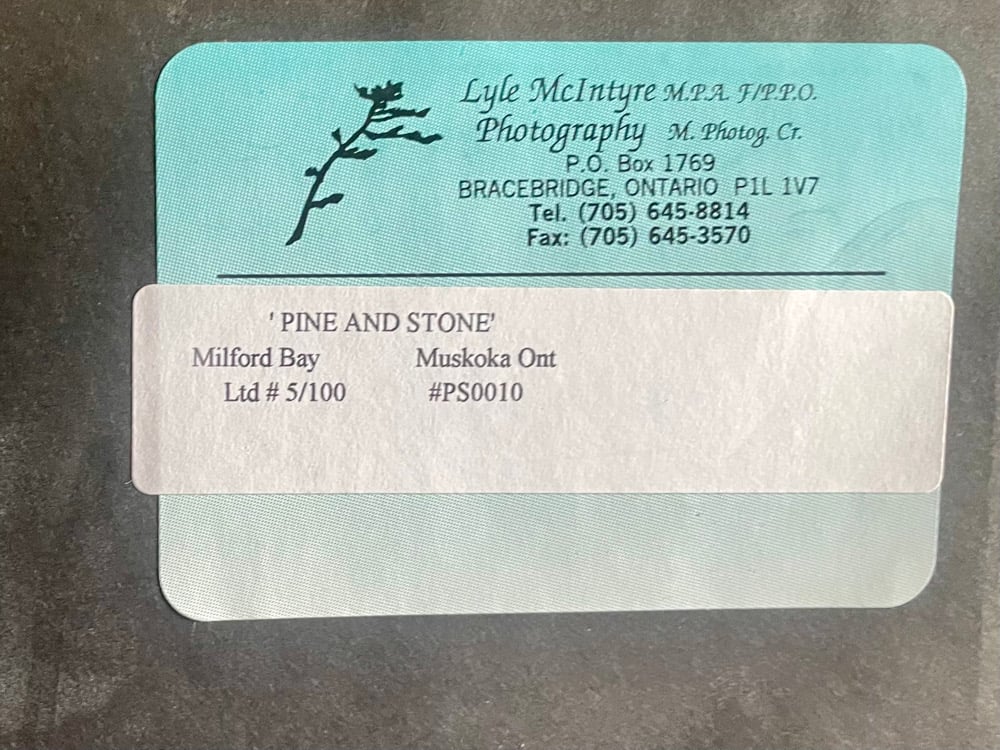 Lyle McIntyre M.P.A. F/P.P.O.
Photography M. Photog. Cr.
P.O. Box 1769
BRACEBRIDGE, ONTARIO P1L 1V7
Tel. (705) 645-8814
Fax: (705) 645-3570
' PINE AND STONE'
Milford Bay Muskoka Ont
Ltd # 5/100 #PS0010